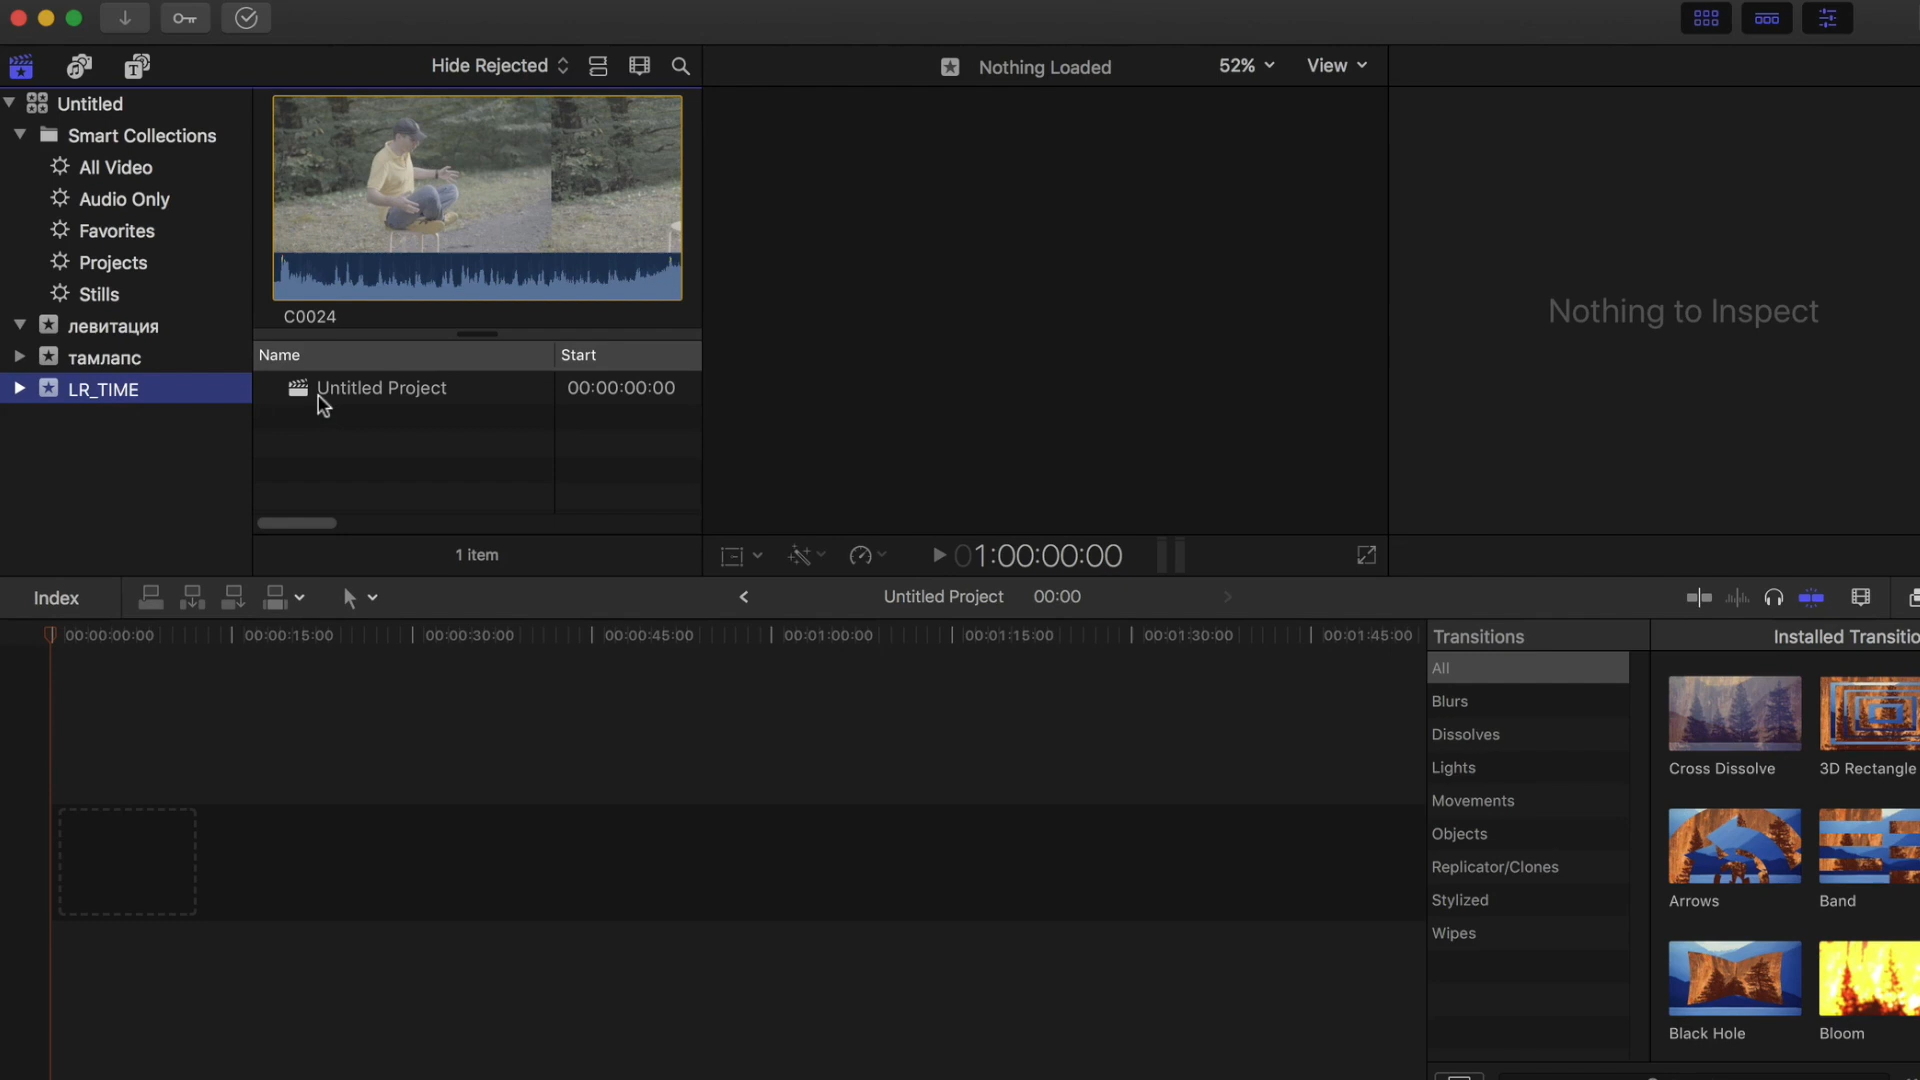 Hide Rejected
Nothing Loaded
52%
View
Untitled
Smart Collections
All Video
Audio Only
Favorites
Projects
Stills
левитация
тамлапс
LR_TIME
C0024
Name
Start
Untitled Project
00:00:00:00
1 item
01:00:00:00
Nothing to Inspect
Index
Untitled Project
00:00
00:00:00:00
00:00:15:00
00:00:30:00
00:00:45:00
00:01:00:00
00:01:15:00
00:01:30:00
00:01:45:00
Transitions
All
Blurs
Dissolves
Lights
Movements
Objects
Replicator/Clones
Stylized
Wipes
Installed Transitio
Cross Dissolve
3D Rectangle
Arrows
Band
Black Hole
Bloom